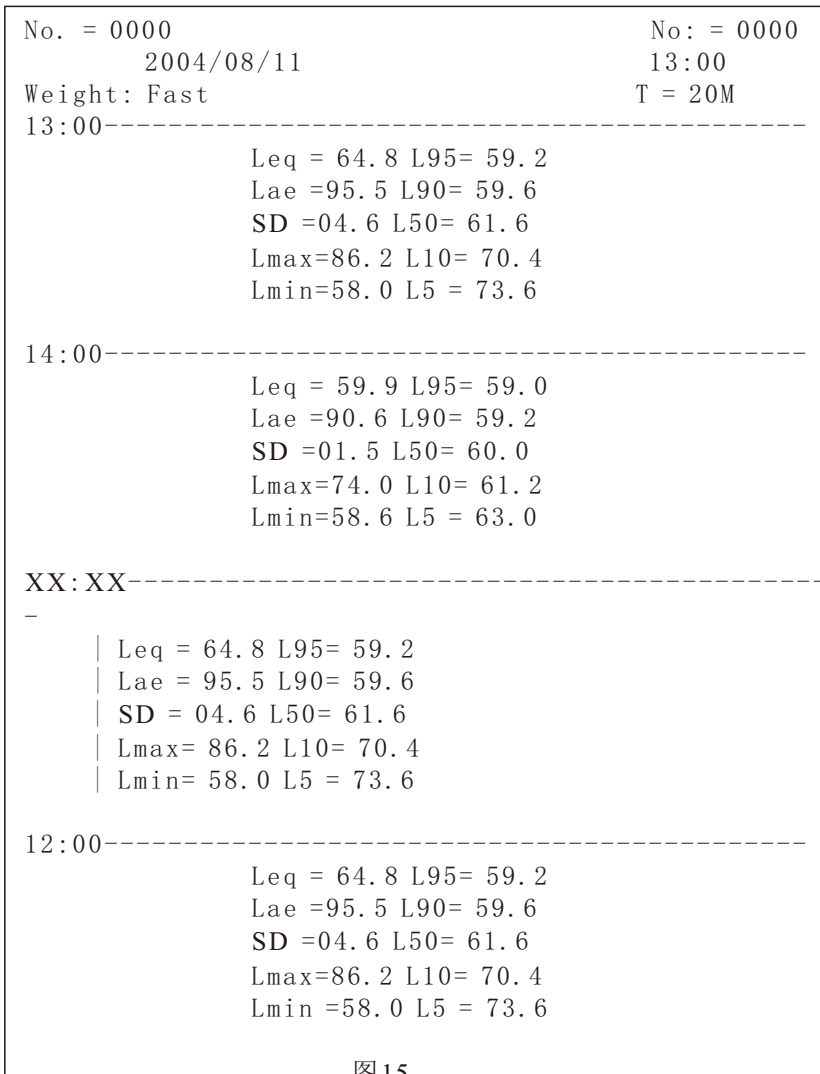 No. = 0000 No: = 0000
2004/08/11 13:00
Weight: Fast T = 20M
13:00--------------------------------------------
Leq = 64.8 L95= 59.2
Lae =95.5 L90= 59.6
SD =04.6 L50= 61.6
Lmax=86.2 L10= 70.4
Lmin=58.0 L5 = 73.6
14:00--------------------------------------------
Leq = 59.9 L95= 59.0
Lae =90.6 L90= 59.2
SD =01.5 L50= 60.0
Lmax=74.0 L10= 61.2
Lmin=58.6 L5 = 63.0
XX:XX--------------------------------------------
-
| Leq = 64.8 L95= 59.2
| Lae = 95.5 L90= 59.6
| SD = 04.6 L50= 61.6
| Lmax= 86.2 L10= 70.4
| Lmin= 58.0 L5 = 73.6
12:00--------------------------------------------
Leq = 64.8 L95= 59.2
Lae =95.5 L90= 59.6
SD =04.6 L50= 61.6
Lmax=86.2 L10= 70.4
Lmin =58.0 L5 = 73.6
图15